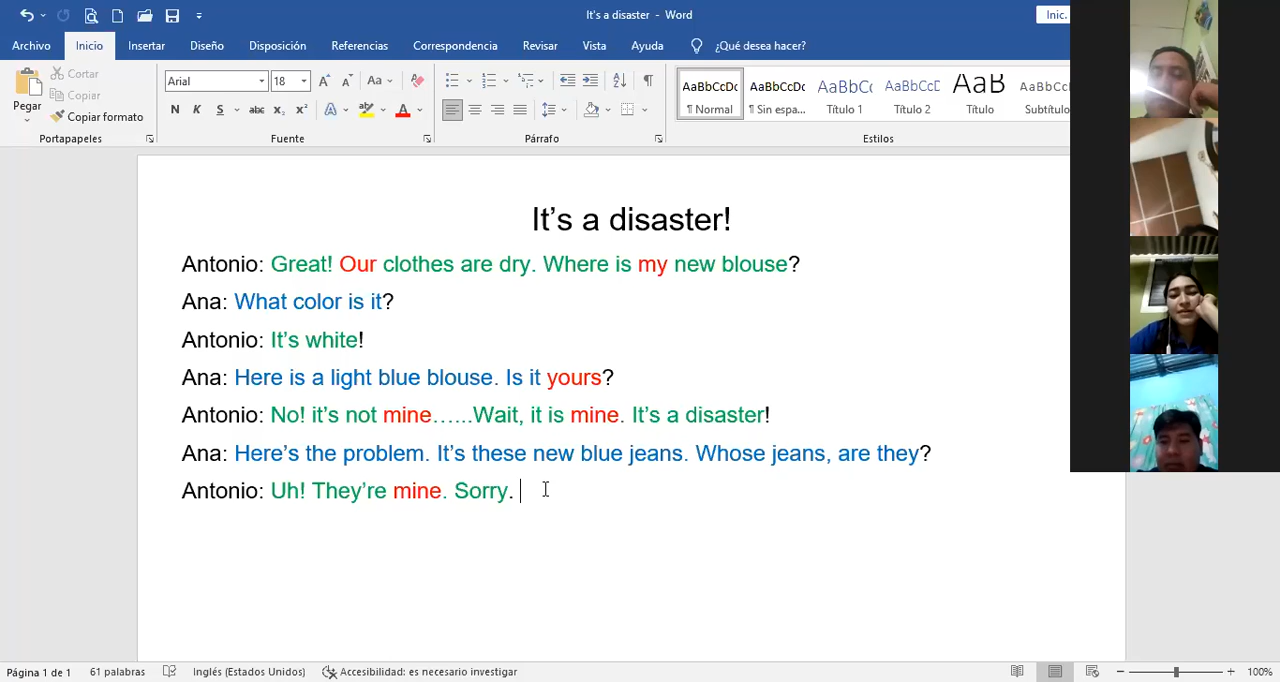 It's a disaster - Word
Inic.
Archivo Inicio Insertar Diseño Disposición Referencias Correspondencia Revisar Vista Ayuda ¿Qué desea hacer?
Pegar
Cortar
Copiar
Copiar formato
Portapapeles
Arial 18
N K S abc x₂ x²
Fuente
Párrafo
AaBbCcDc AaBbCcDc AaBbCc AaBbCcD AaB AaBbCc
¶ Normal ¶ Sin espa... Título 1 Título 2 Título Subtítulo
Estilos
It’s a disaster!
Antonio: Great! Our clothes are dry. Where is my new blouse?
Ana: What color is it?
Antonio: It’s white!
Ana: Here is a light blue blouse. Is it yours?
Antonio: No! it’s not mine…...Wait, it is mine. It’s a disaster!
Ana: Here’s the problem. It’s these new blue jeans. Whose jeans, are they?
Antonio: Uh! They’re mine. Sorry.
Página 1 de 1 61 palabras Inglés (Estados Unidos) Accesibilidad: es necesario investigar 100%